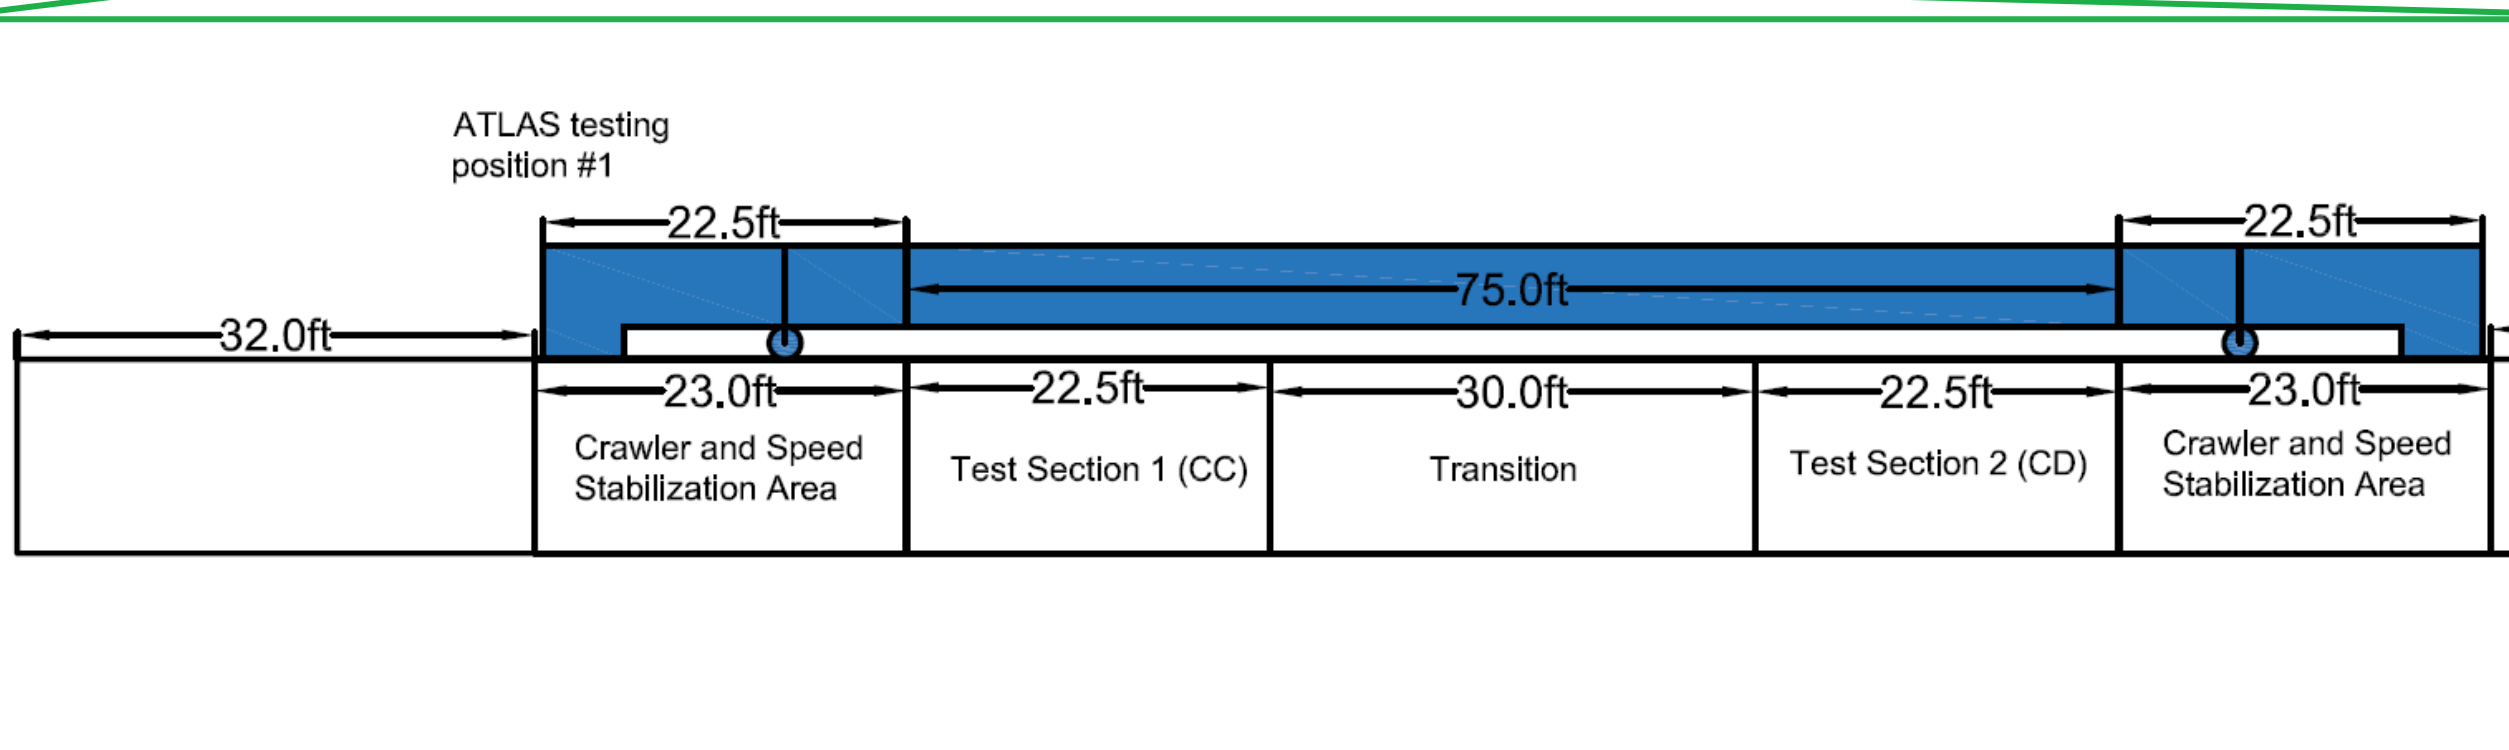 ATLAS testing
position #1
22.5ft
22.5ft
75.0ft
32.0ft
23.0ft
22.5ft
30.0ft
22.5ft
23.0ft
Crawler and Speed
Stabilization Area
Test Section 1 (CC)
Transition
Test Section 2 (CD)
Crawler and Speed
Stabilization Area